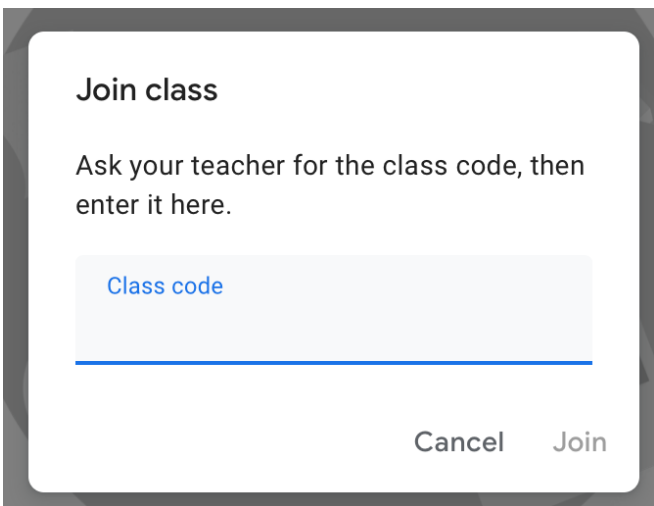 Join class
Ask your teacher for the class code, then
enter it here.
Class code
Cancel Join